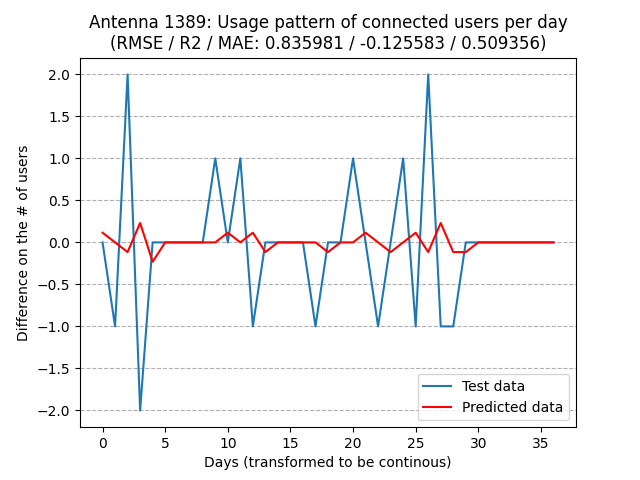 Antenna 1389: Usage pattern of connected users per day
(RMSE / R2 / MAE: 0.835981 / -0.125583 / 0.509356)
2.0
1.5
1.0
0.5
0.0
−0.5
−1.0
−1.5
−2.0
Difference on the # of users
Test data
Predicted data
0 5 10 15 20 25 30 35
Days (transformed to be continous)